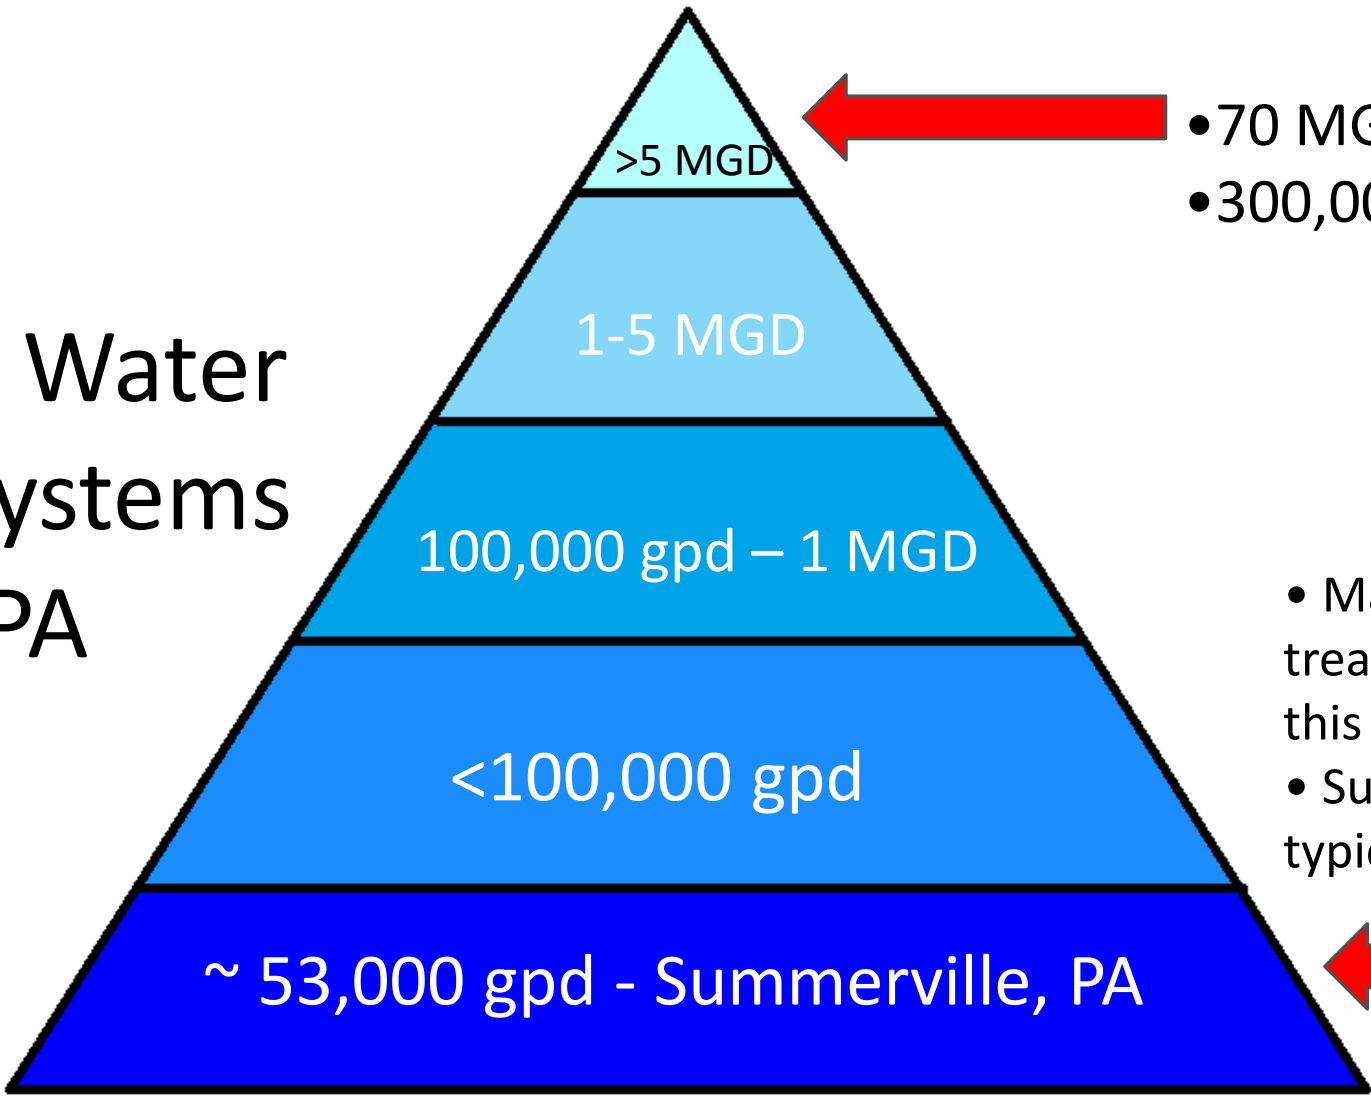 >5 MGD
•70 MG
•300,00
Water
ystems
PA
1-5 MGD
100,000 gpd – 1 MGD
<100,000 gpd
~ 53,000 gpd - Summerville, PA
• Ma
trea
this
• Su
typi